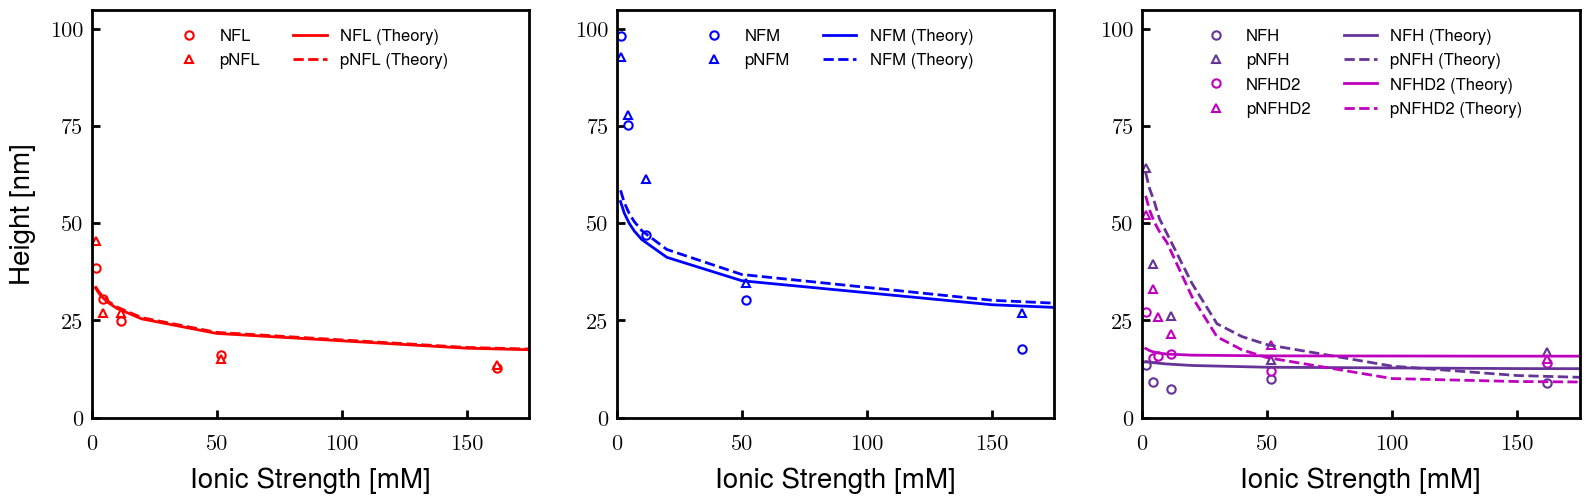 Height [nm]
100
75
50
25
0
0 50 100 150
Ionic Strength [mM]
NFL
pNFL
NFL (Theory)
pNFL (Theory)
100
75
50
25
0
0 50 100 150
Ionic Strength [mM]
NFM
pNFM
NFM (Theory)
pNFM (Theory)
100
75
50
25
0
0 50 100 150
Ionic Strength [mM]
NFH
pNFH
NFHD2
pNFHD2
NFH (Theory)
pNFH (Theory)
NFHD2 (Theory)
pNFHD2 (Theory)